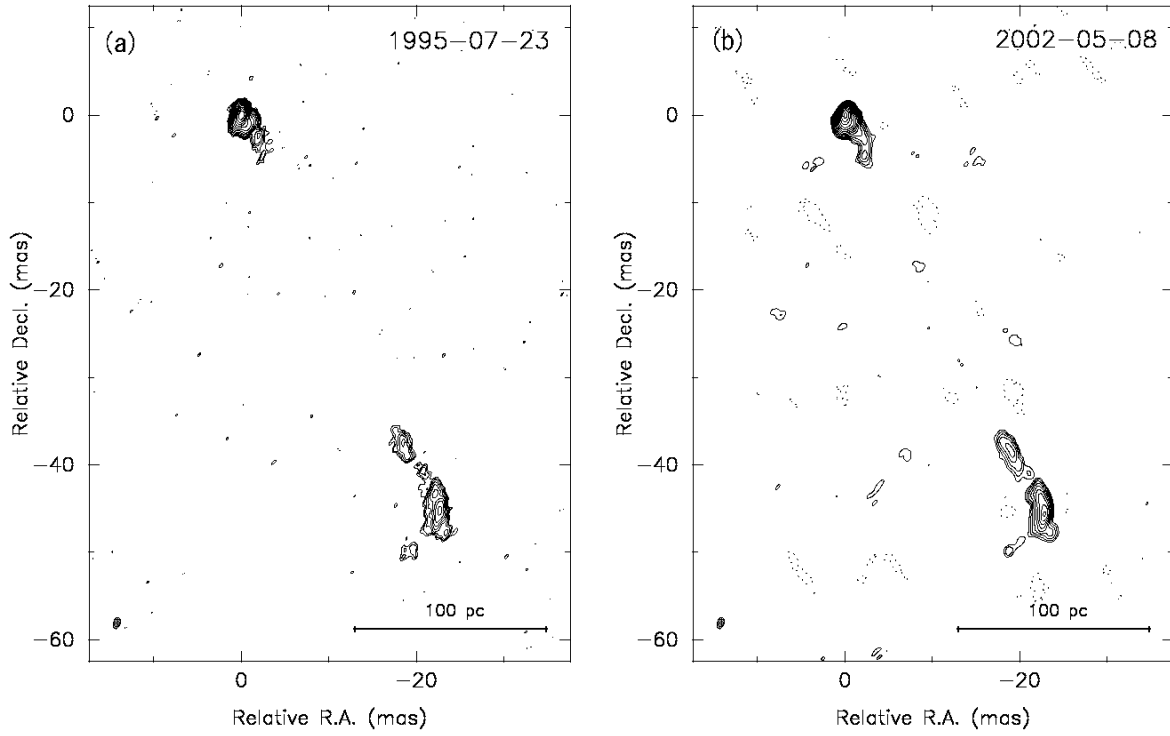 (a)
1995-07-23
0
-20
-40
-60
Relative Decl. (mas)
100 pc
0
-20
Relative R.A. (mas)
(b)
2002-05-08
0
-20
-40
-60
Relative Decl. (mas)
100 pc
0
-20
Relative R.A. (mas)